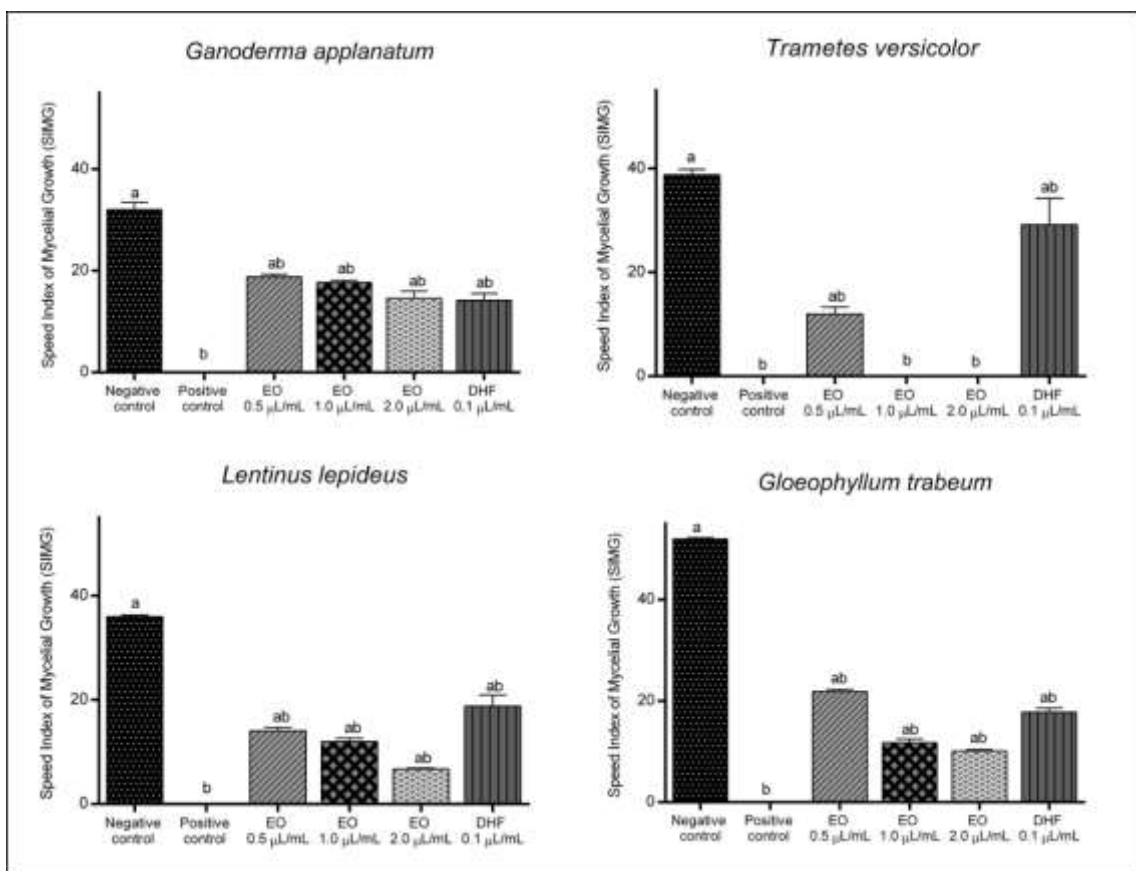 Ganoderma applanatum
Speed Index of Mycelial Growth (SIMG)
40
20
0
a
b
ab
ab
ab
ab
Negative control
Positive control
EO 0.5 µL/mL
EO 1.0 µL/mL
EO 2.0 µL/mL
DHF 0.1 µL/mL
Trametes versicolor
Speed Index of Mycelial Growth (SIMG)
40
20
0
a
b
ab
b
b
ab
Negative control
Positive control
EO 0.5 µL/mL
EO 1.0 µL/mL
EO 2.0 µL/mL
DHF 0.1 µL/mL
Lentinus lepideus
Speed Index of Mycelial Growth (SIMG)
40
20
0
a
b
ab
ab
ab
ab
Negative control
Positive control
EO 0.5 µL/mL
EO 1.0 µL/mL
EO 2.0 µL/mL
DHF 0.1 µL/mL
Gloeophyllum trabeum
Speed Index of Mycelial Growth (SIMG)
40
20
0
a
b
ab
ab
ab
ab
Negative control
Positive control
EO 0.5 µL/mL
EO 1.0 µL/mL
EO 2.0 µL/mL
DHF 0.1 µL/mL